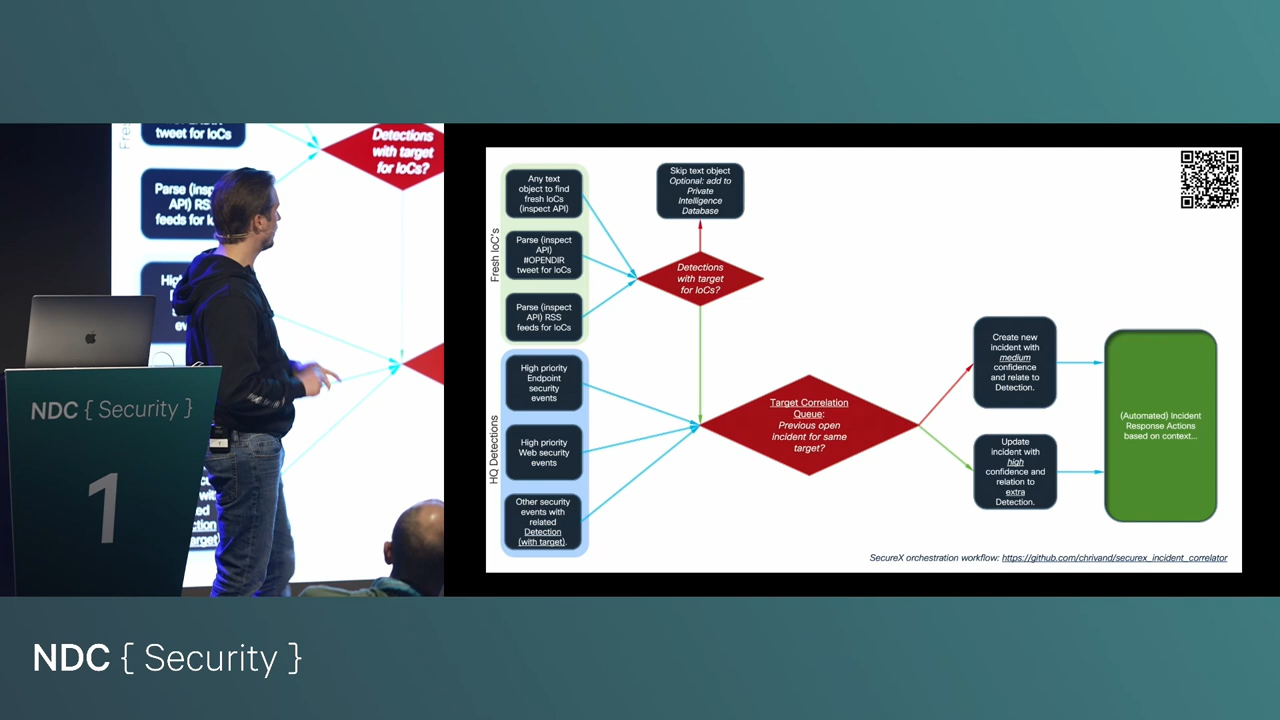 Fre
tweet for IoCs
Detections
with target
for IoCs?
Parse (insp
API) RSS
feeds for Io
Hig
NDC { Security }
1
Fresh IoC's
Any text
object to find
fresh IoCs
(inspect API)
Parse (inspect
API)
#OPENDIR
tweet for IoCs
Parse (inspect
API) RSS
feeds for IoCs
Skip text object
Optional: add to
Private
Intelligence
Database
Detections
with target
for IoCs?
HQ Detections
High priority
Endpoint
security
events
High priority
Web security
events
Other security
events with
related
Detection
(with target).
Target Correlation
Queue:
Previous open
incident for same
target?
Create new
incident with
medium
confidence
and relate to
Detection.
Update
incident with
high
confidence and
relation to
extra
Detection.
(Automated) Incident
Response Actions
based on context...
SecureX orchestration workflow: https://github.com/chrivand/securex_incident_correlator
NDC { Security }